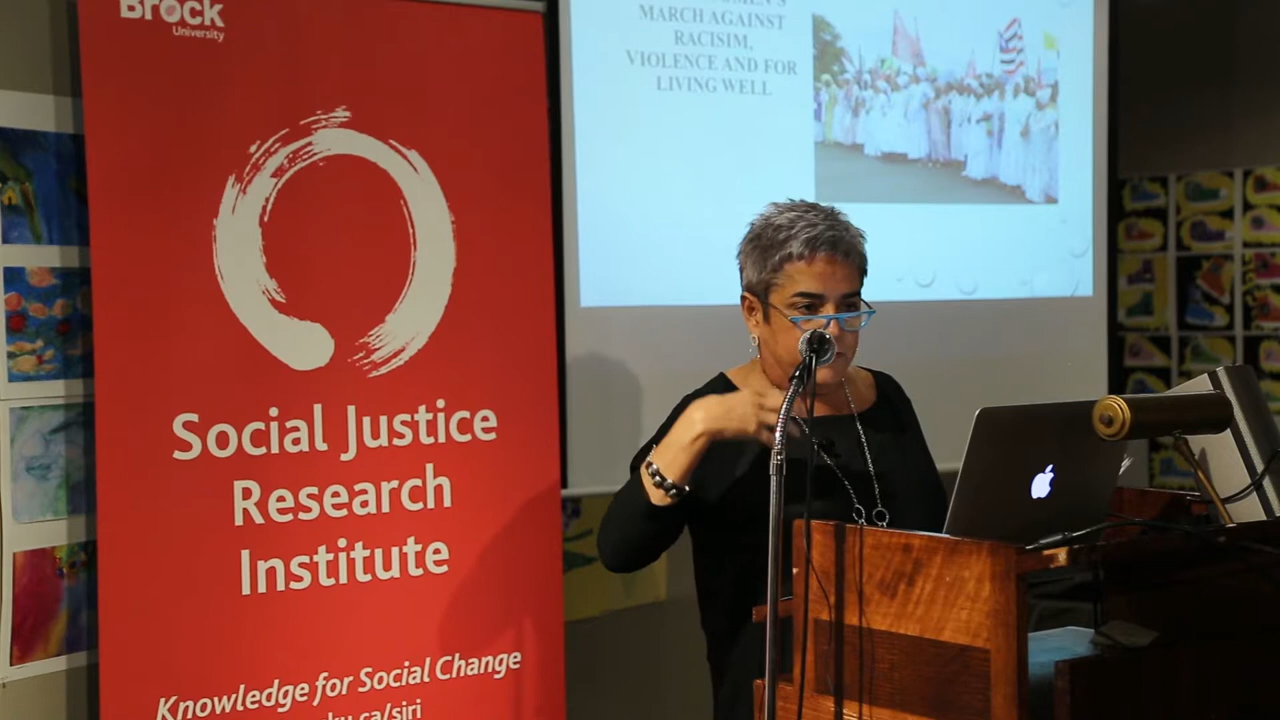 Brock
University
Social Justice
Research
Institute
Knowledge for Social Change
MARCH AGAINST
RACISIM,
VIOLENCE AND FOR
LIVING WELL